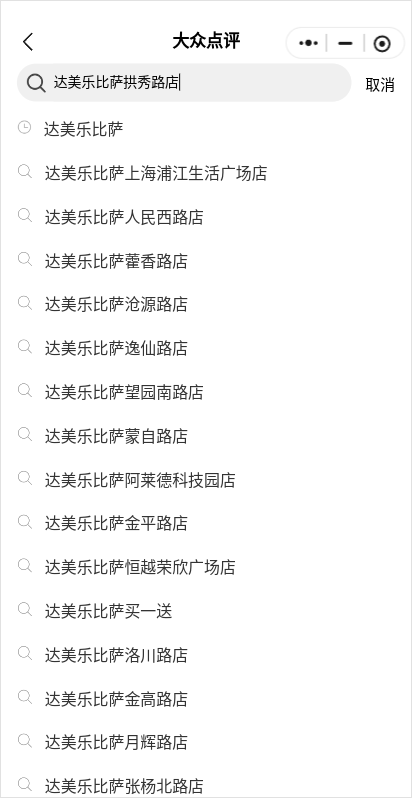 大众点评
达美乐比萨拱秀路店
取消
达美乐比萨
达美乐比萨上海浦江生活广场店
达美乐比萨人民西路店
达美乐比萨藿香路店
达美乐比萨沧源路店
达美乐比萨逸仙路店
达美乐比萨望园南路店
达美乐比萨蒙自路店
达美乐比萨阿莱德科技园店
达美乐比萨金平路店
达美乐比萨恒越荣欣广场店
达美乐比萨买一送
达美乐比萨洛川路店
达美乐比萨金高路店
达美乐比萨月辉路店
达美乐比萨张杨北路店